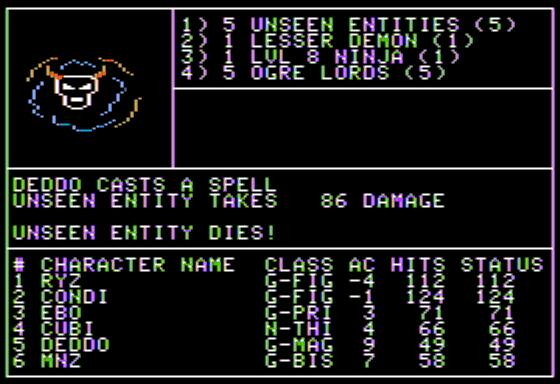 1) 5 UNSEEN ENTITIES (5)
2) 1 LESSER DEMON (1)
3) 1 LVL 8 NINJA (1)
4) 5 OGRE LORDS (5)
DEDDO CASTS A SPELL
UNSEEN ENTITY TAKES 86 DAMAGE
UNSEEN ENTITY DIES!
# CHARACTER NAME CLASS AC HITS STATUS
1 RYZ G-FIG -4 112 112
2 CONDI G-FIG -1 124 124
3 EBO G-PRI 3 71 71
4 CUBI N-THI 4 66 66
5 DEDDO G-MAG 9 49 49
6 MNZ G-BIS 7 58 58